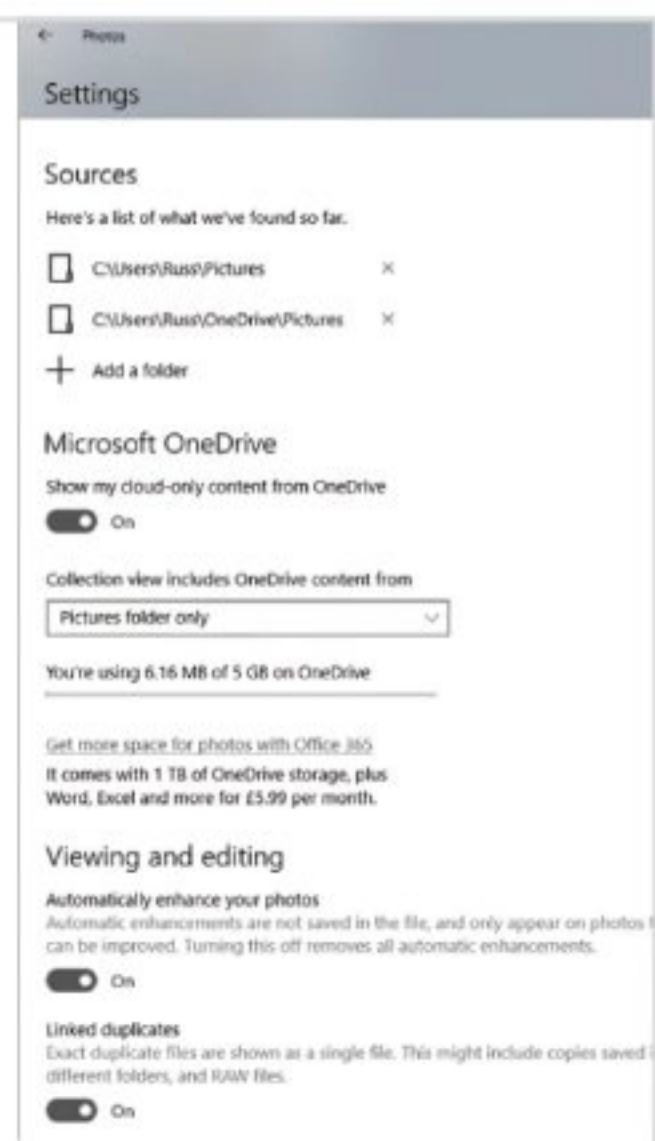 Photos
Settings
Sources
Here's a list of what we've found so far.
C:\Users\Russ\Pictures
C:\Users\Russ\OneDrive\Pictures
Add a folder
Microsoft OneDrive
Show my cloud-only content from OneDrive
On
Collection view includes OneDrive content from
Pictures folder only
You're using 6.16 MB of 5 GB on OneDrive
Get more space for photos with Office 365
It comes with 1 TB of OneDrive storage, plus
Word, Excel and more for £5.99 per month.
Viewing and editing
Automatically enhance your photos
Automatic enhancements are not saved in the file, and only appear on photos
can be improved. Turning this off removes all automatic enhancements.
On
Linked duplicates
Exact duplicate files are shown as a single file. This might include copies saved
different folders, and RAW files.
On